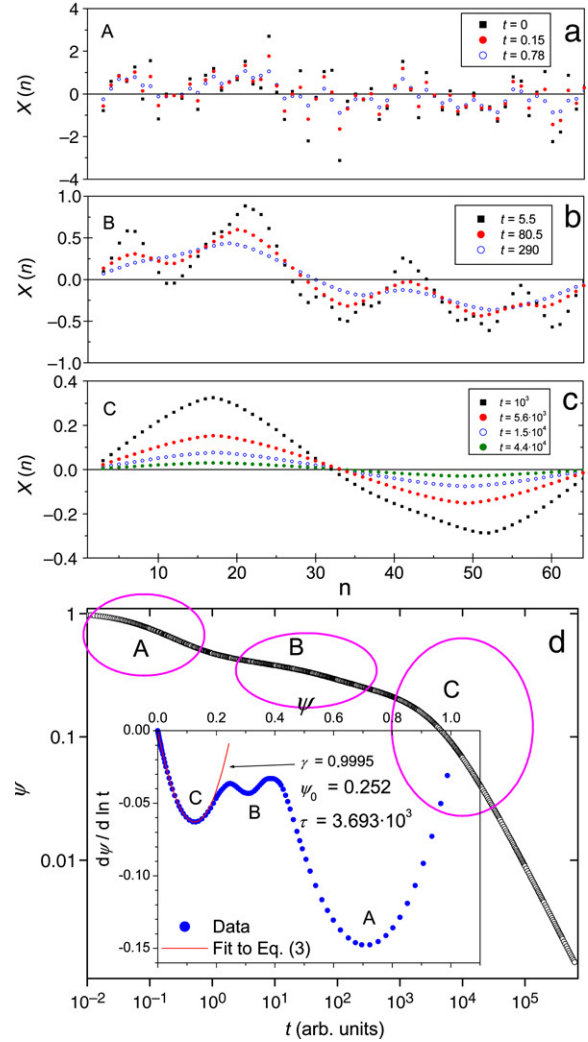 A
a
t = 0
t = 0.15
t = 0.78
X (n)
4
2
0
−2
−4
B
b
t = 5.5
t = 80.5
t = 290
X (n)
1.0
0.5
0.0
−0.5
−1.0
C
c
t = 10³
t = 5.6·10³
t = 1.5·10⁴
t = 4.4·10⁴
X (n)
0.4
0.2
0.0
−0.2
−0.4
10 20 30 40 50 60
n
d
A
B
C
ψ
1
0.1
0.01
ψ
0.0 0.2 0.4 0.6 0.8 1.0
0.00
−0.05
−0.10
−0.15
dψ / d ln t
γ = 0,9995
ψ₀ = 0.252
τ = 3.693·10³
C
B
A
Data
Fit to Eq. (3)
10⁻² 10⁻¹ 10⁰ 10¹ 10² 10³ 10⁴ 10⁵
t (arb. units)